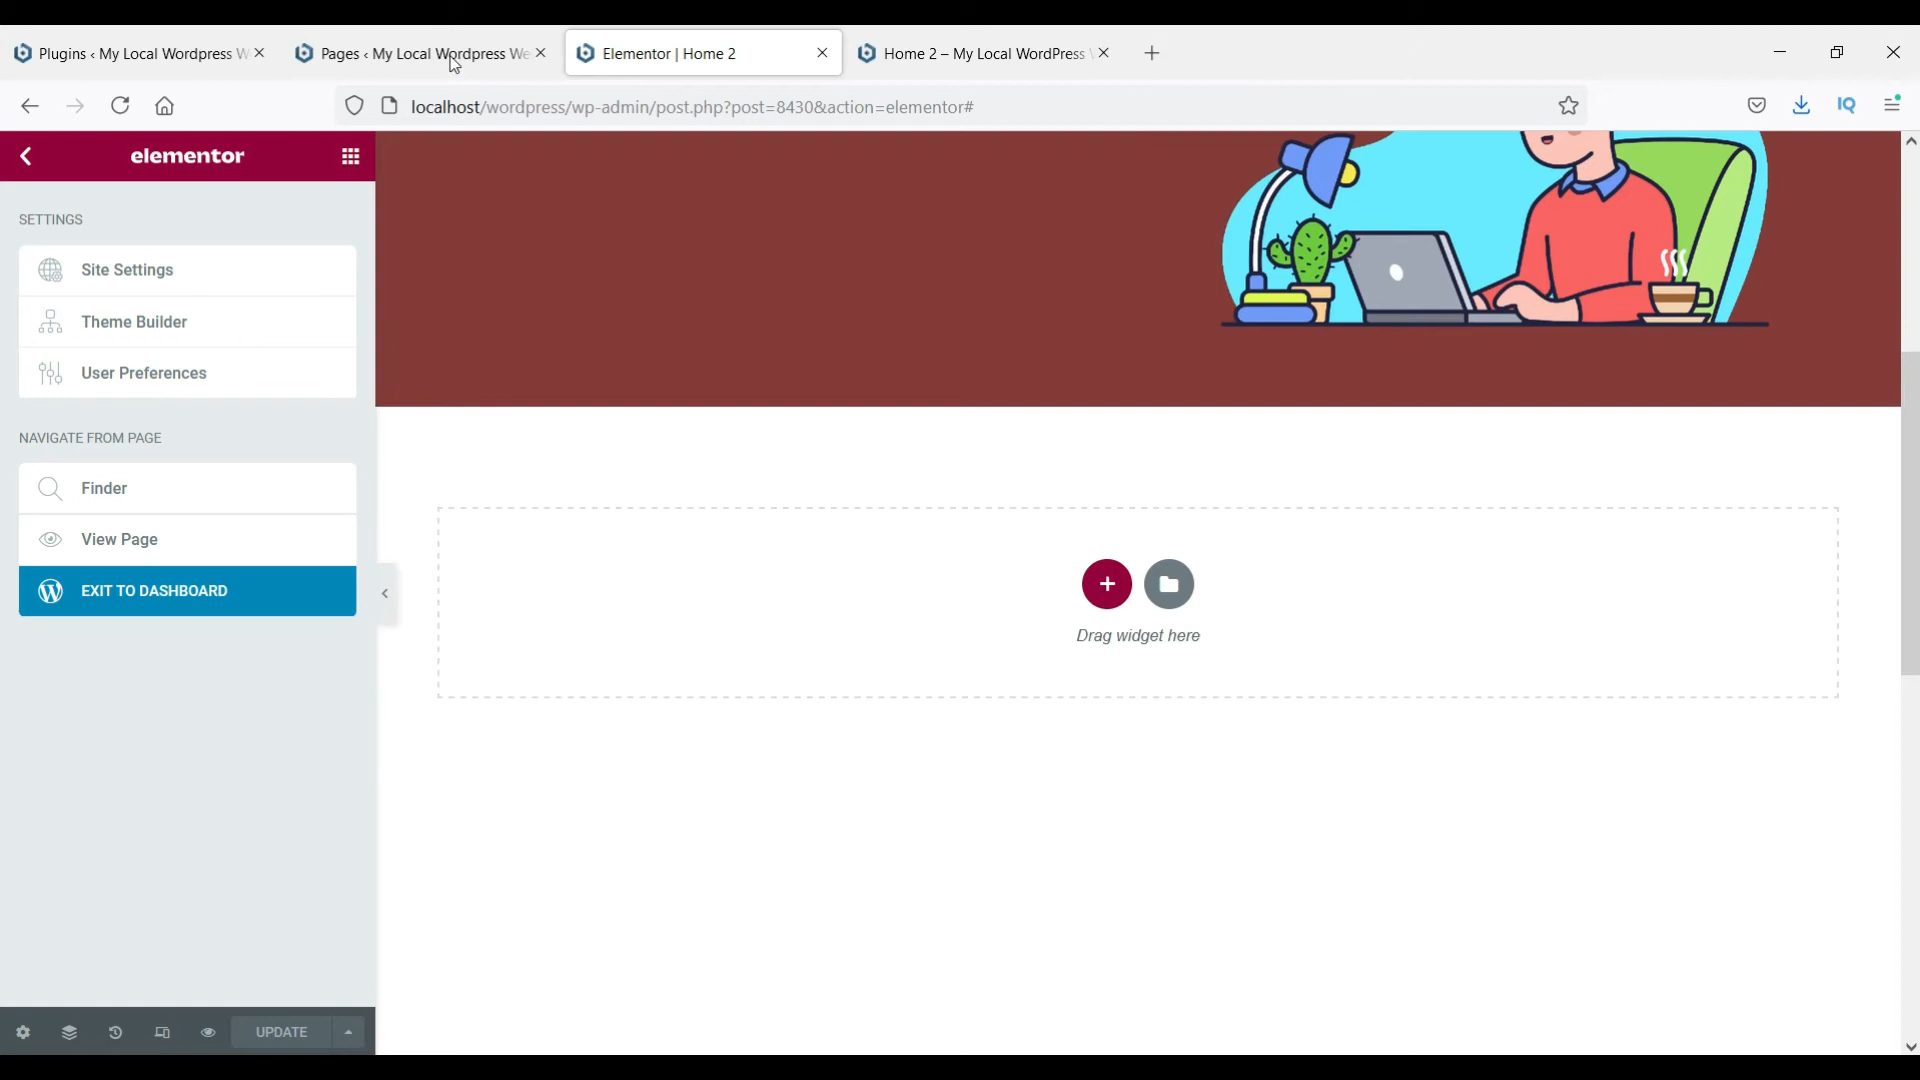 Plugins ‹ My Local Wordpress W
Pages ‹ My Local Wordpress We
Elementor | Home 2
Home 2 – My Local WordPress
localhost/wordpress/wp-admin/post.php?post=8430&action=elementor#
IQ
elementor
SETTINGS
Site Settings
Theme Builder
User Preferences
NAVIGATE FROM PAGE
Finder
View Page
EXIT TO DASHBOARD
Drag widget here
UPDATE